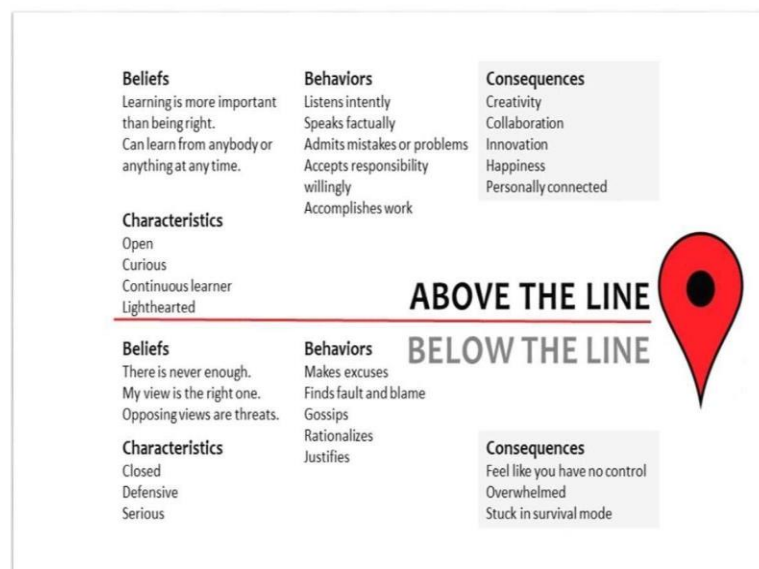 Beliefs
Learning is more important
than being right.
Can learn from anybody or
anything at any time.
Characteristics
Open
Curious
Continuous learner
Lighthearted
Behaviors
Listens intently
Speaks factually
Admits mistakes or problems
Accepts responsibility
willingly
Accomplishes work
Consequences
Creativity
Collaboration
Innovation
Happiness
Personally connected
ABOVE THE LINE
BELOW THE LINE
Beliefs
There is never enough.
My view is the right one.
Opposing views are threats.
Characteristics
Closed
Defensive
Serious
Behaviors
Makes excuses
Finds fault and blame
Gossips
Rationalizes
Justifies
Consequences
Feel like you have no control
Overwhelmed
Stuck in survival mode